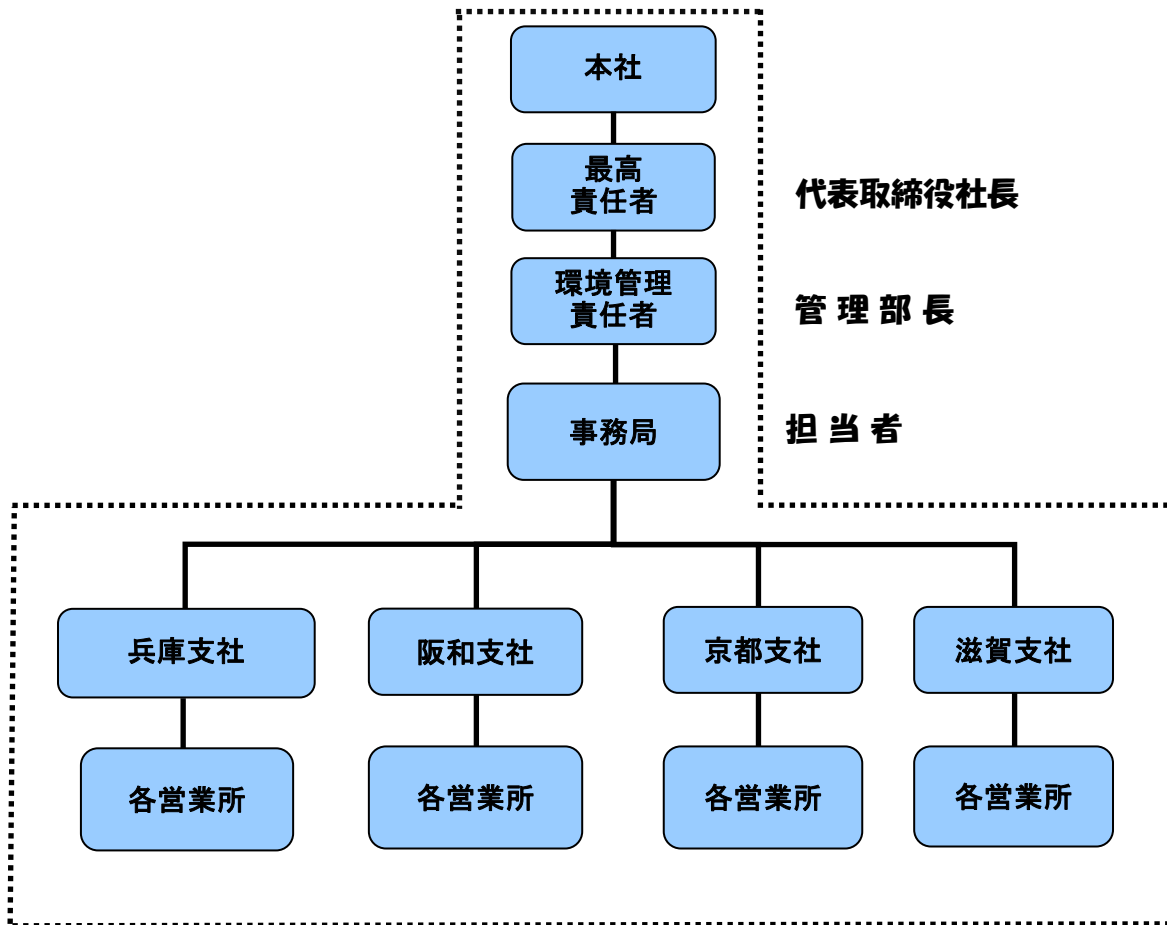 本社
最高
責任者
代表取締役社長
環境管理
責任者
管理部長
事務局
担当者
兵庫支社
阪和支社
京都支社
滋賀支社
各営業所
各営業所
各営業所
各営業所